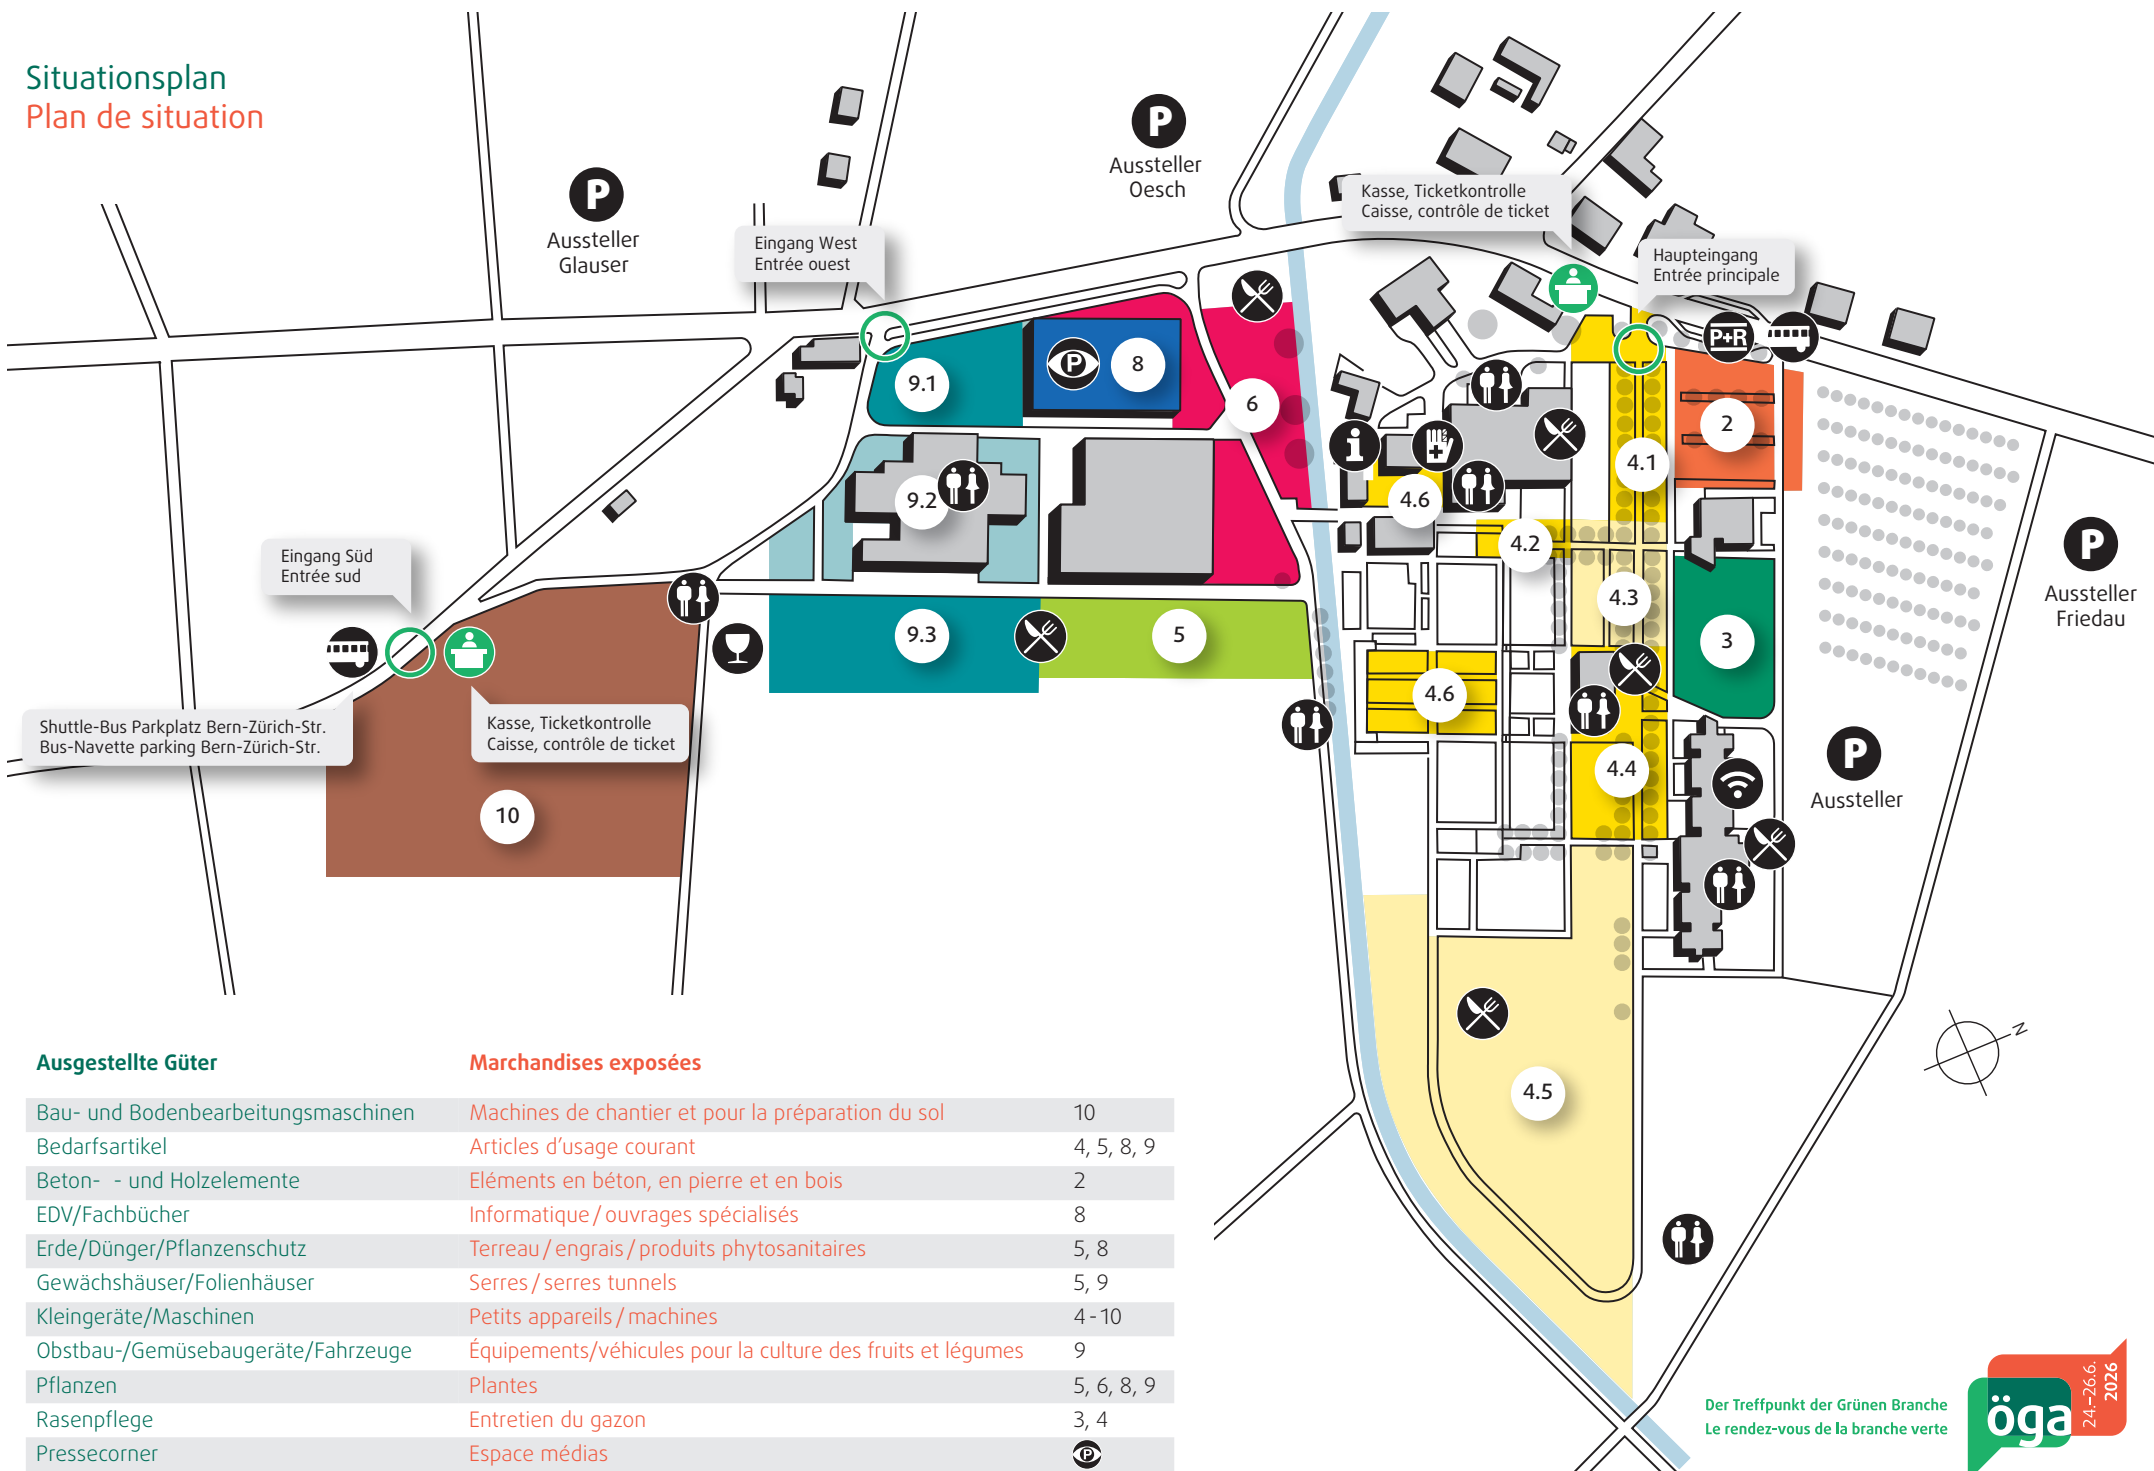 Situationsplan
Plan de situation
P
Aussteller
Glauser
P
Aussteller
Oesch
Eingang West
Entrée ouest
Kasse, Ticketkontrolle
Caisse, contrôle de ticket
Haupteingang
Entrée principale
P+R
9.1
P
8
6
2
4.1
i
4.6
9.2
4.2
P
Aussteller
Friedau
Eingang Süd
Entrée sud
4.3
9.3
5
3
4.6
Shuttle-Bus Parkplatz Bern-Zürich-Str.
Bus-Navette parking Bern-Zürich-Str.
Kasse, Ticketkontrolle
Caisse, contrôle de ticket
4.4
P
Aussteller
10
4.5
N
Ausgestellte Güter Marchandises exposées
Bau- und Bodenbearbeitungsmaschinen Machines de chantier et pour la préparation du sol 10
Bedarfsartikel Articles d'usage courant 4, 5, 8, 9
Beton- - und Holzelemente Eléments en béton, en pierre et en bois 2
EDV/Fachbücher Informatique/ouvrages spécialisés 8
Erde/Dünger/Pflanzenschutz Terreau/engrais/produits phytosanitaires 5, 8
Gewächshäuser/Folienhäuser Serres/serres tunnels 5, 9
Kleingeräte/Maschinen Petits appareils/machines 4-10
Obstbau-/Gemüsebaugeräte/Fahrzeuge Équipements/véhicules pour la culture des fruits et légumes 9
Pflanzen Plantes 5, 6, 8, 9
Rasenpflege Entretien du gazon 3, 4
Pressecorner Espace médias P
Der Treffpunkt der Grünen Branche
Le rendez-vous de la branche verte
öga
24.–26.6.
2026